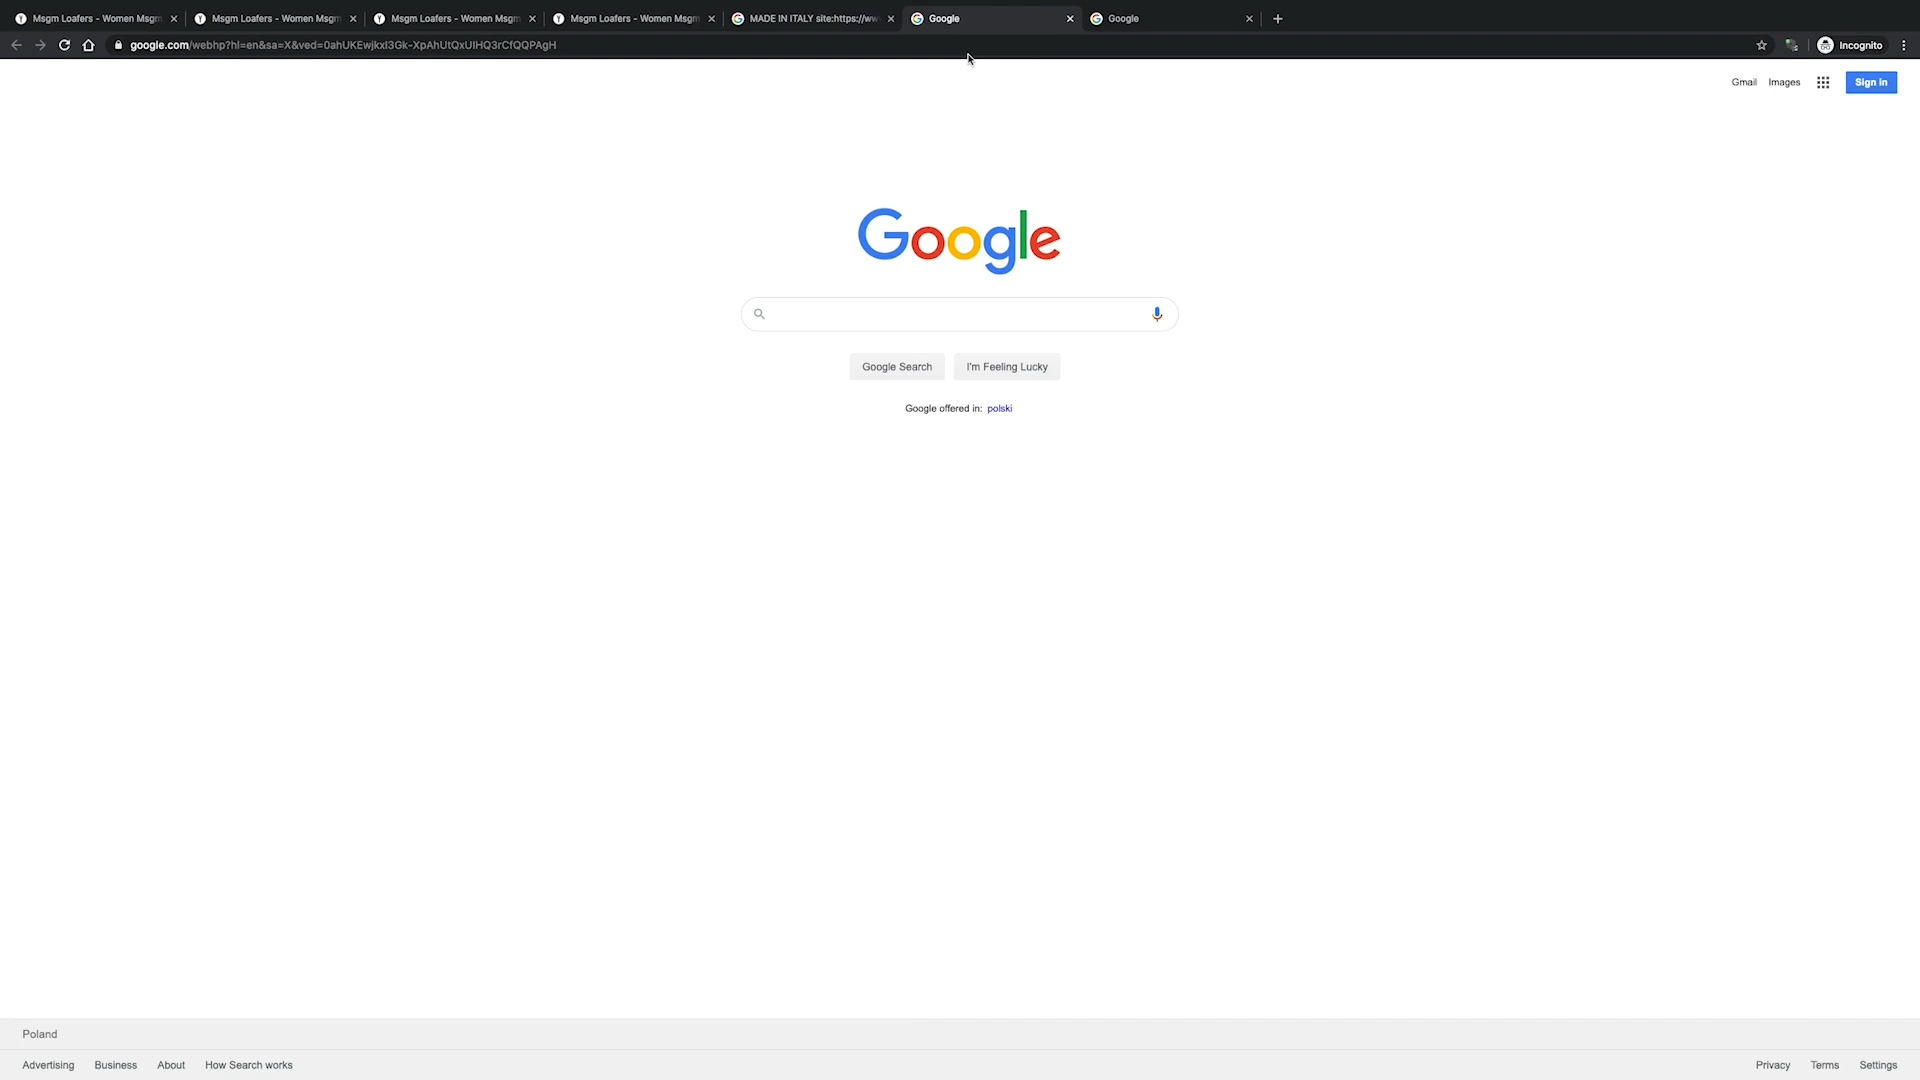 Msgm Loafers - Women Msgm
Msgm Loafers - Women Msgm
Msgm Loafers - Women Msgm
Msgm Loafers - Women Msgm
MADE IN ITALY site:https://ww
Google
Google
google.com/webhp?hl=en&sa=X&ved=0ahUKEwjkxI3Gk-XpAhUtQxUIHQ3rCfQQPAgH
Incognito
Gmail
Images
Sign in
Google
Google Search
I'm Feeling Lucky
Google offered in: polski
Poland
Advertising
Business
About
How Search works
Privacy
Terms
Settings